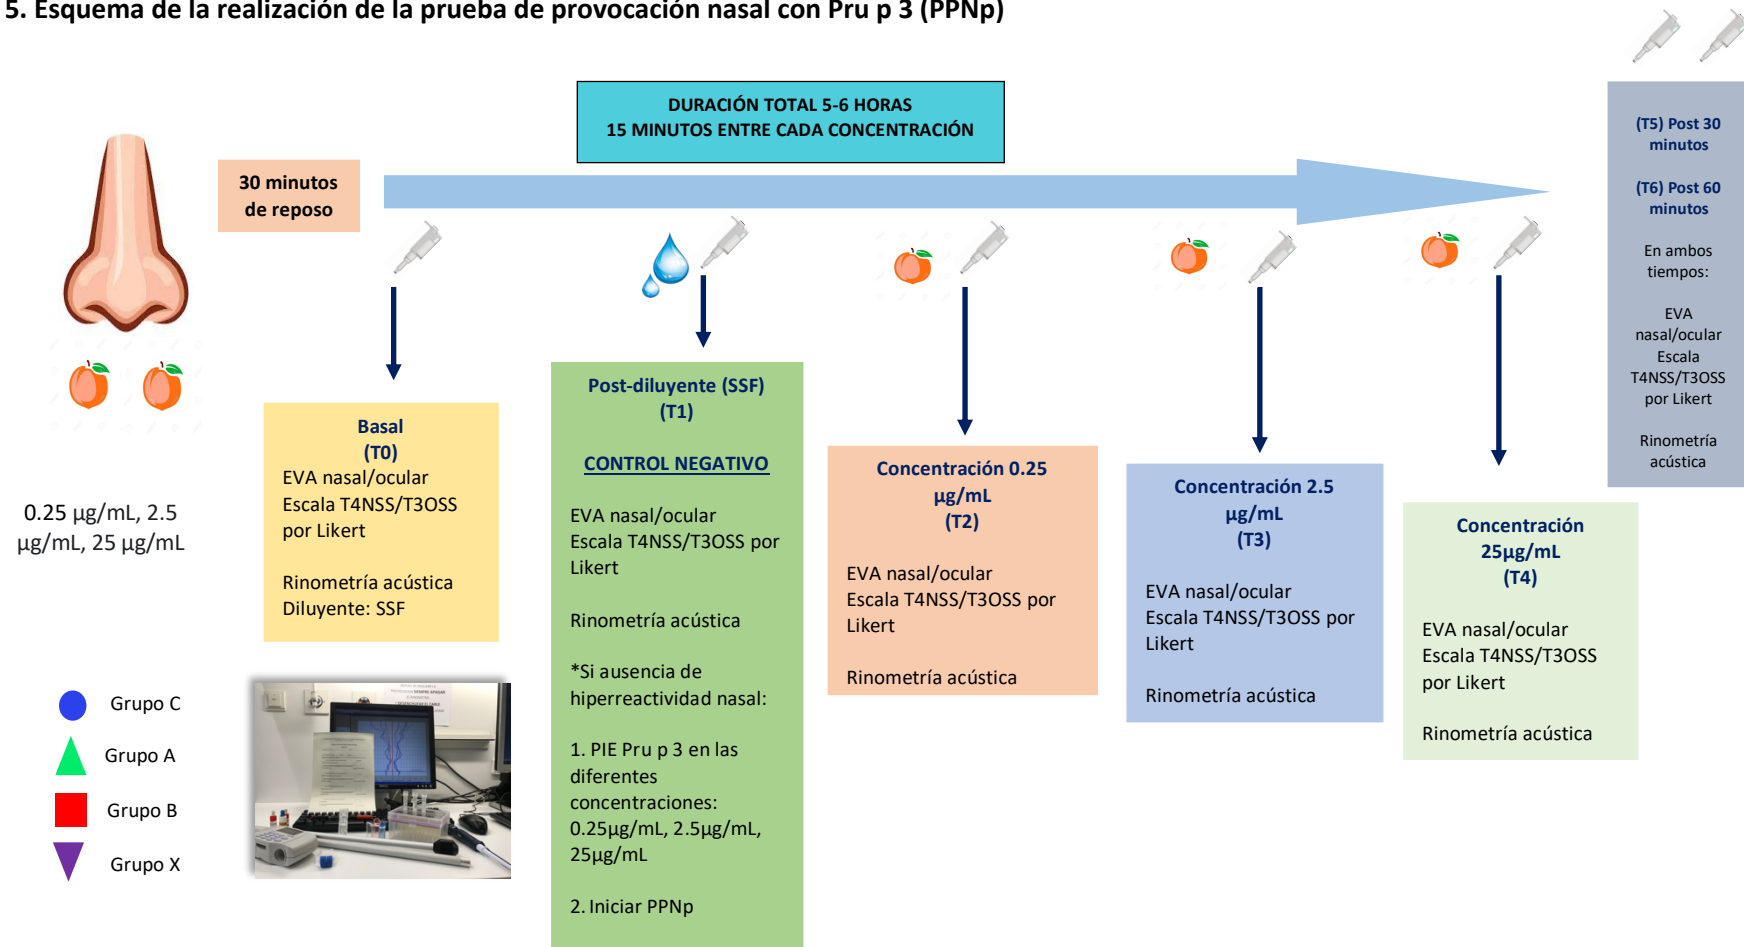 5. Esquema de la realización de la prueba de provocación nasal con Pru p 3 (PPNp)
DURACIÓN TOTAL 5-6 HORAS
15 MINUTOS ENTRE CADA CONCENTRACIÓN
30 minutos
de reposo
0.25 µg/mL, 2.5
µg/mL, 25 µg/mL
Grupo C
Grupo A
Grupo B
Grupo X
Basal
(T0)
EVA nasal/ocular
Escala T4NSS/T3OSS
por Likert
Rinometría acústica
Diluyente: SSF
Post-diluyente (SSF)
(T1)
CONTROL NEGATIVO
EVA nasal/ocular
Escala T4NSS/T3OSS por
Likert
Rinometría acústica
*Si ausencia de
hiperreactividad nasal:
1. PIE Pru p 3 en las
diferentes
concentraciones:
0.25µg/mL, 2.5µg/mL,
25µg/mL
2. Iniciar PPNp
Concentración 0.25
µg/mL
(T2)
EVA nasal/ocular
Escala T4NSS/T3OSS por
Likert
Rinometría acústica
Concentración 2.5
µg/mL
(T3)
EVA nasal/ocular
Escala T4NSS/T3OSS por
Likert
Rinometría acústica
Concentración
25µg/mL
(T4)
EVA nasal/ocular
Escala T4NSS/T3OSS
por Likert
Rinometría acústica
(T5) Post 30
minutos
(T6) Post 60
minutos
En ambos
tiempos:
EVA
nasal/ocular
Escala
T4NSS/T3OSS
por Likert
Rinometría
acústica